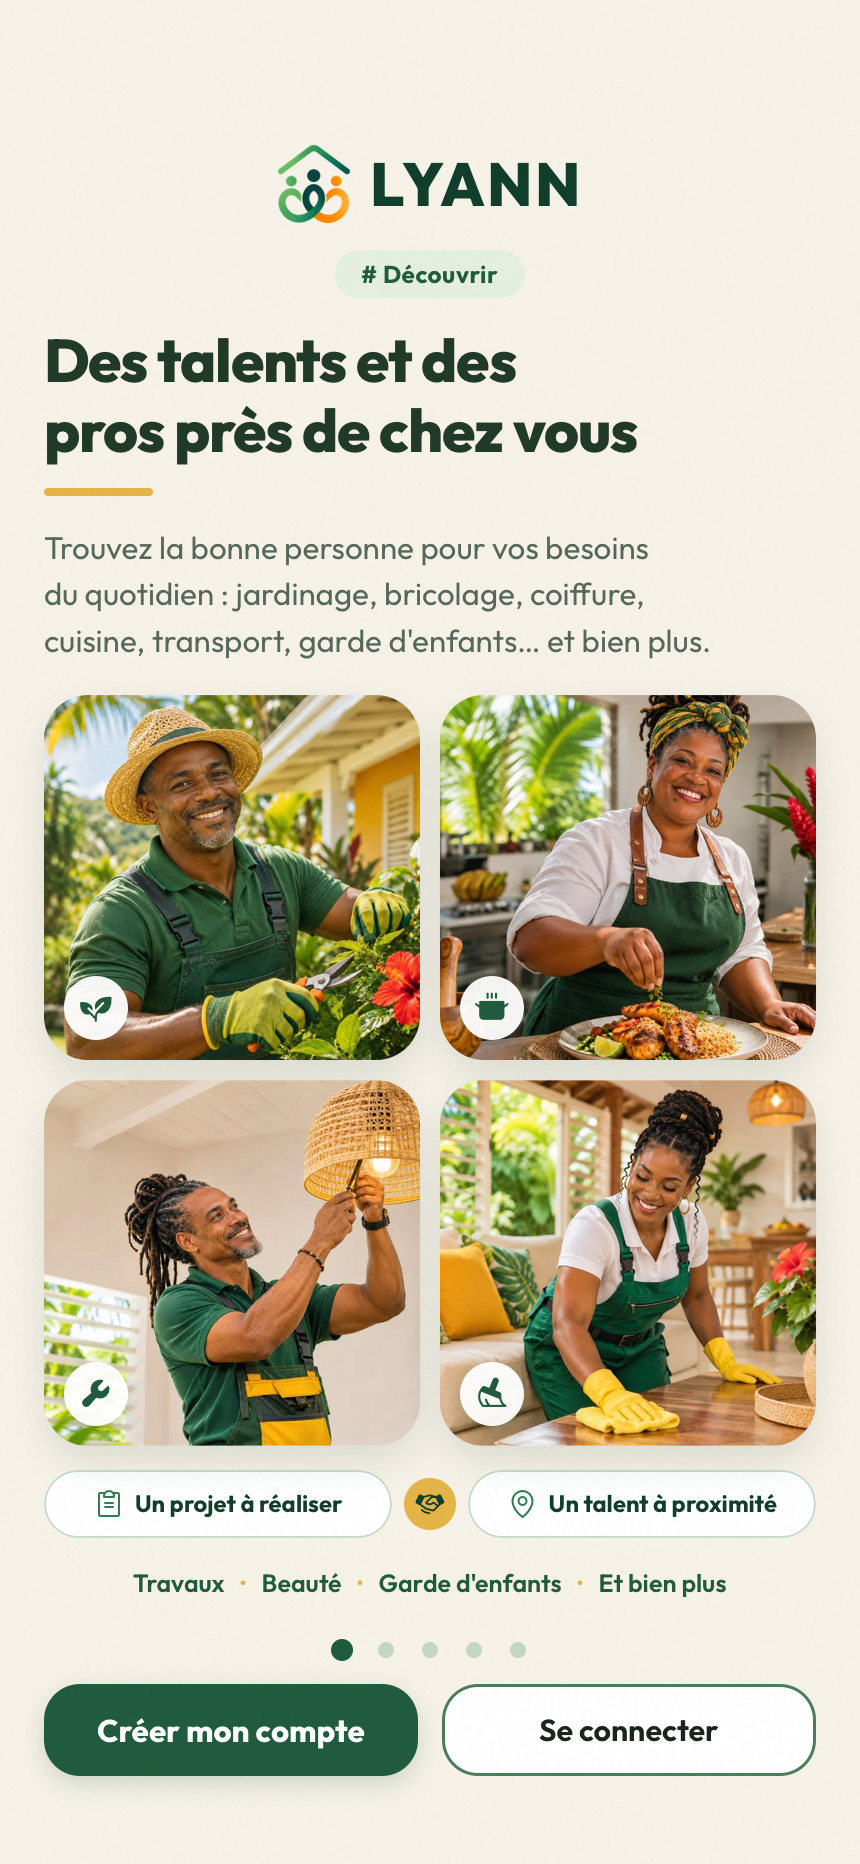 LYANN
# Découvrir
Des talents et des
pros près de chez vous
Trouvez la bonne personne pour vos besoins
du quotidien : jardinage, bricolage, coiffure,
cuisine, transport, garde d'enfants... et bien plus.
Un projet à réaliser
Un talent à proximité
Travaux • Beauté • Garde d'enfants • Et bien plus
Créer mon compte
Se connecter